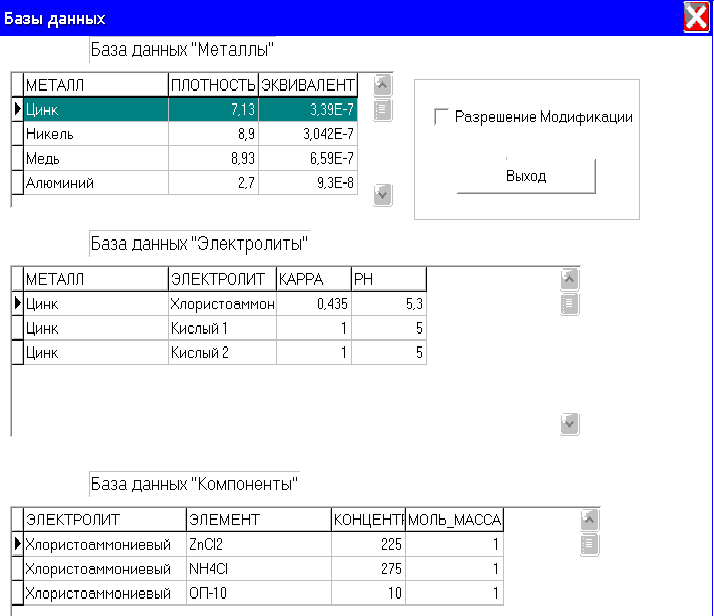 Базы данных
База данных "Металлы"
МЕТАЛЛ ПЛОТНОСТЬ ЭКВИВАЛЕНТ
Цинк 7,13 3,39E-7
Никель 8,9 3,042E-7
Медь 8,93 6,59E-7
Алюминий 2,7 9,3E-8
Разрешение Модификации
Выход
База данных "Электролиты"
МЕТАЛЛ ЭЛЕКТРОЛИТ KAPPA PH
Цинк Хлористоаммон 0,435 5,3
Цинк Кислый 1 1 5
Цинк Кислый 2 1 5
База данных "Компоненты"
ЭЛЕКТРОЛИТ ЭЛЕМЕНТ КОНЦЕНТР МОЛЬ_МАССА
Хлористоаммониевый ZnCl2 225 1
Хлористоаммониевый NH4Cl 275 1
Хлористоаммониевый ОП-10 10 1